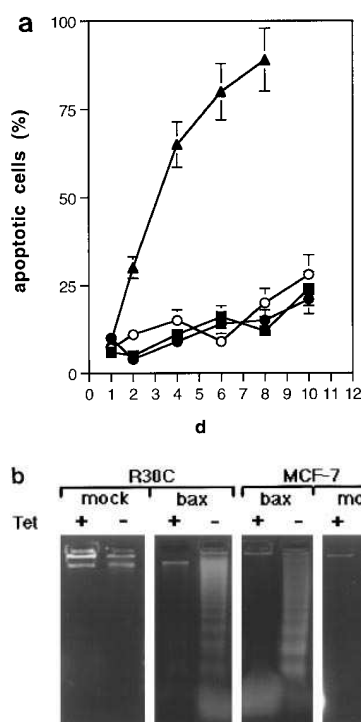 a
apoptotic cells (%)
100
75
50
25
0
0 1 2 3 4 5 6 7 8 9 10 11 12
d
b
R30C MCF-7
mock bax bax mo
Tet + - + - + - +